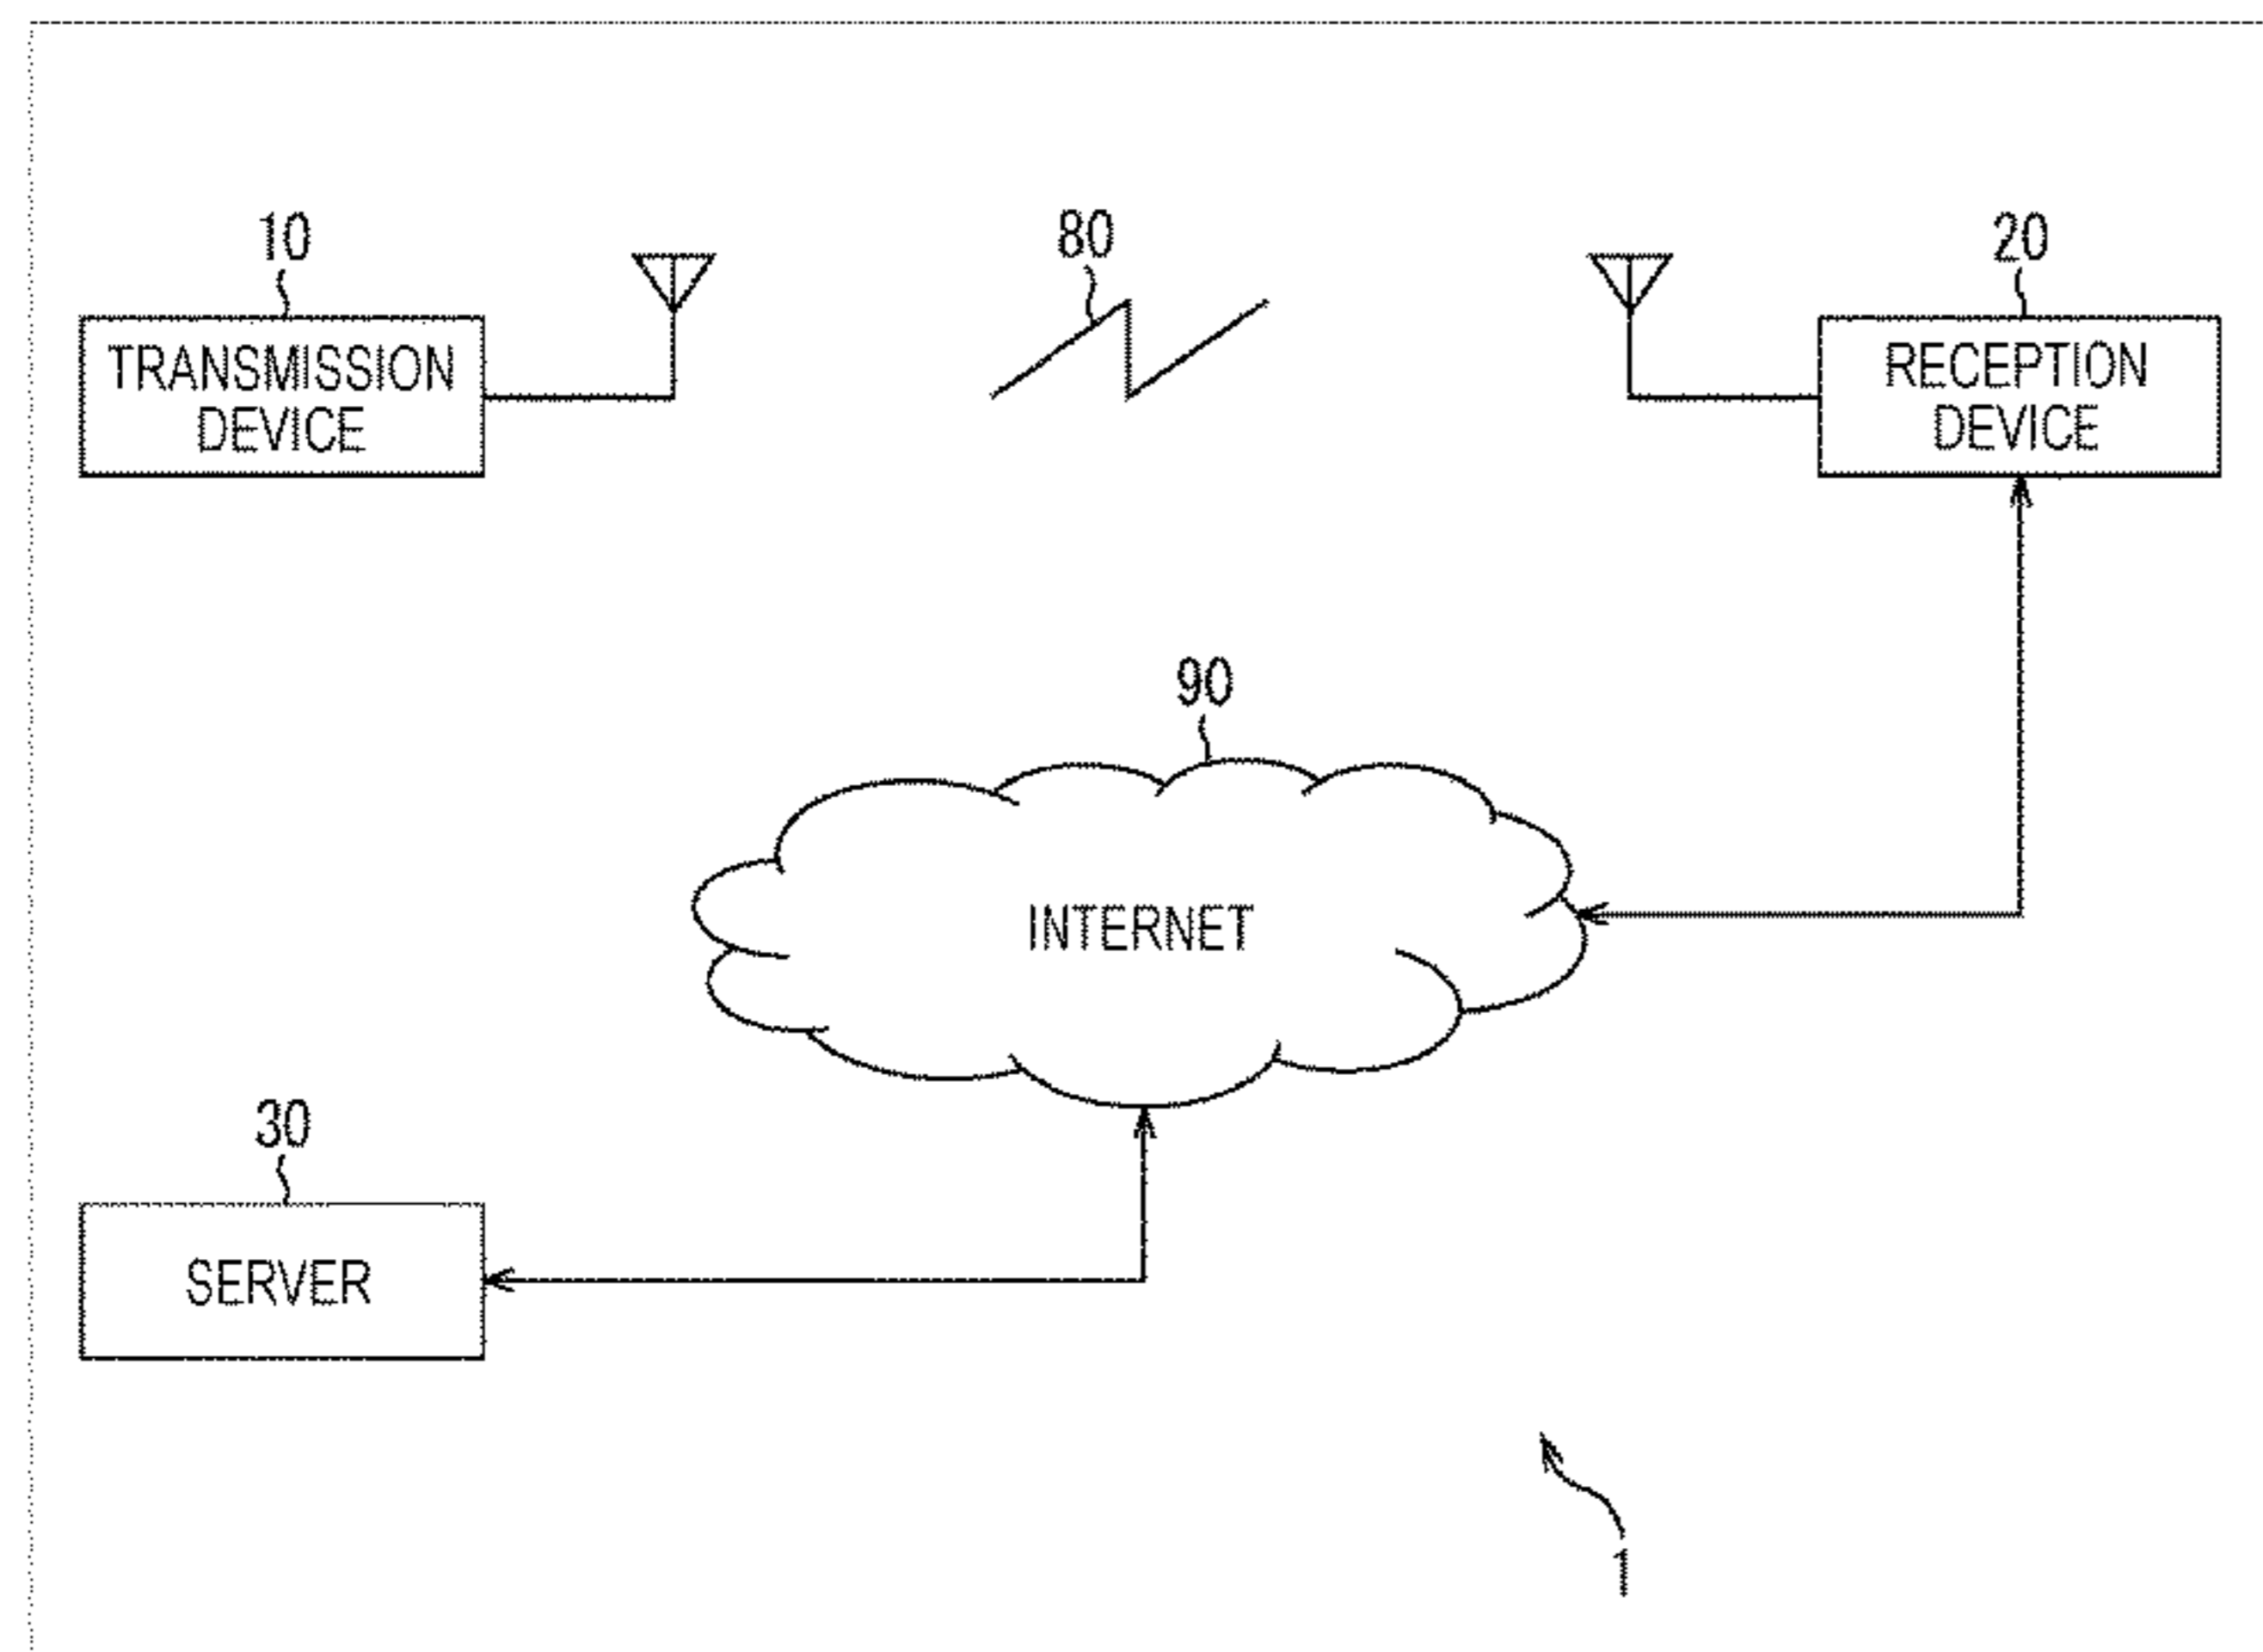 10
80
20
TRANSMISSION
DEVICE
RECEPTION
DEVICE
90
INTERNET
30
SERVER
1